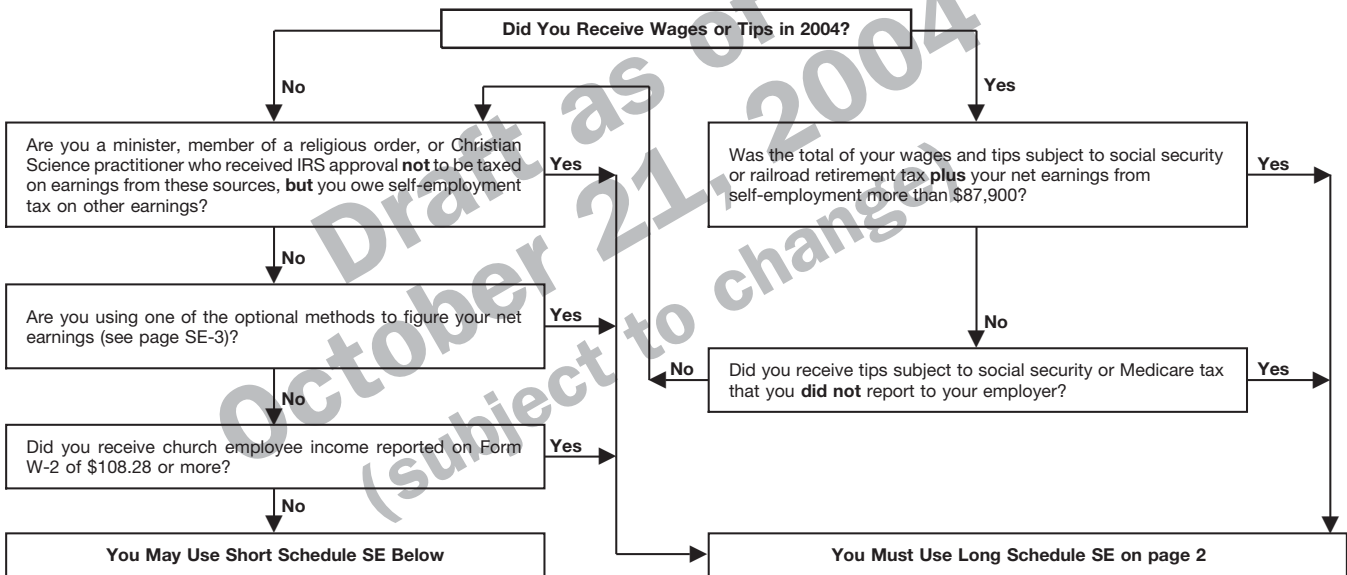 Did You Receive Wages or Tips in 2004?
No
Yes
Are you a minister, member of a religious order, or Christian
Science practitioner who received IRS approval not to be taxed
on earnings from these sources, but you owe self-employment
tax on other earnings?
Yes
Was the total of your wages and tips subject to social security
or railroad retirement tax plus your net earnings from
self-employment more than $87,900?
Yes
No
Are you using one of the optional methods to figure your net
earnings (see page SE-3)?
Yes
No
No
Did you receive tips subject to social security or Medicare tax
that you did not report to your employer?
Yes
No
Did you receive church employee income reported on Form
W-2 of $108.28 or more?
Yes
No
You May Use Short Schedule SE Below
You Must Use Long Schedule SE on page 2
Draft as of
October 21, 2004
(subject to change)